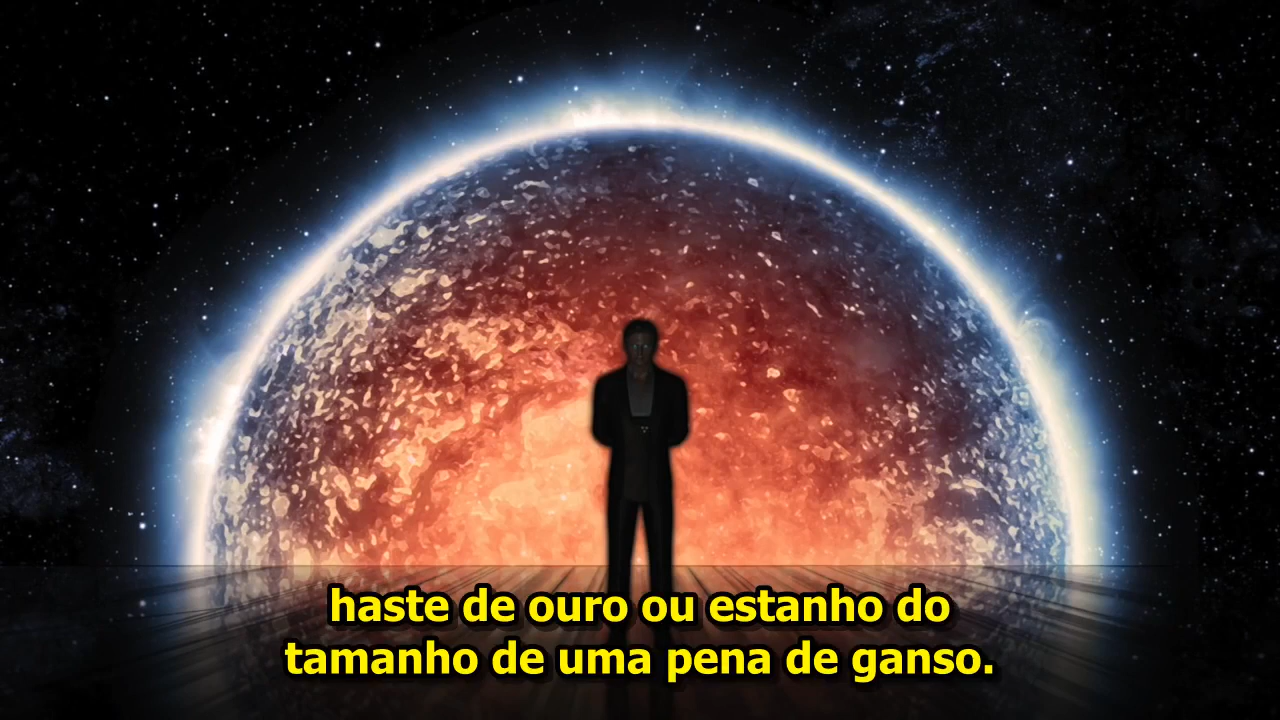 haste de ouro ou estanho do
tamanho de uma pena de ganso.